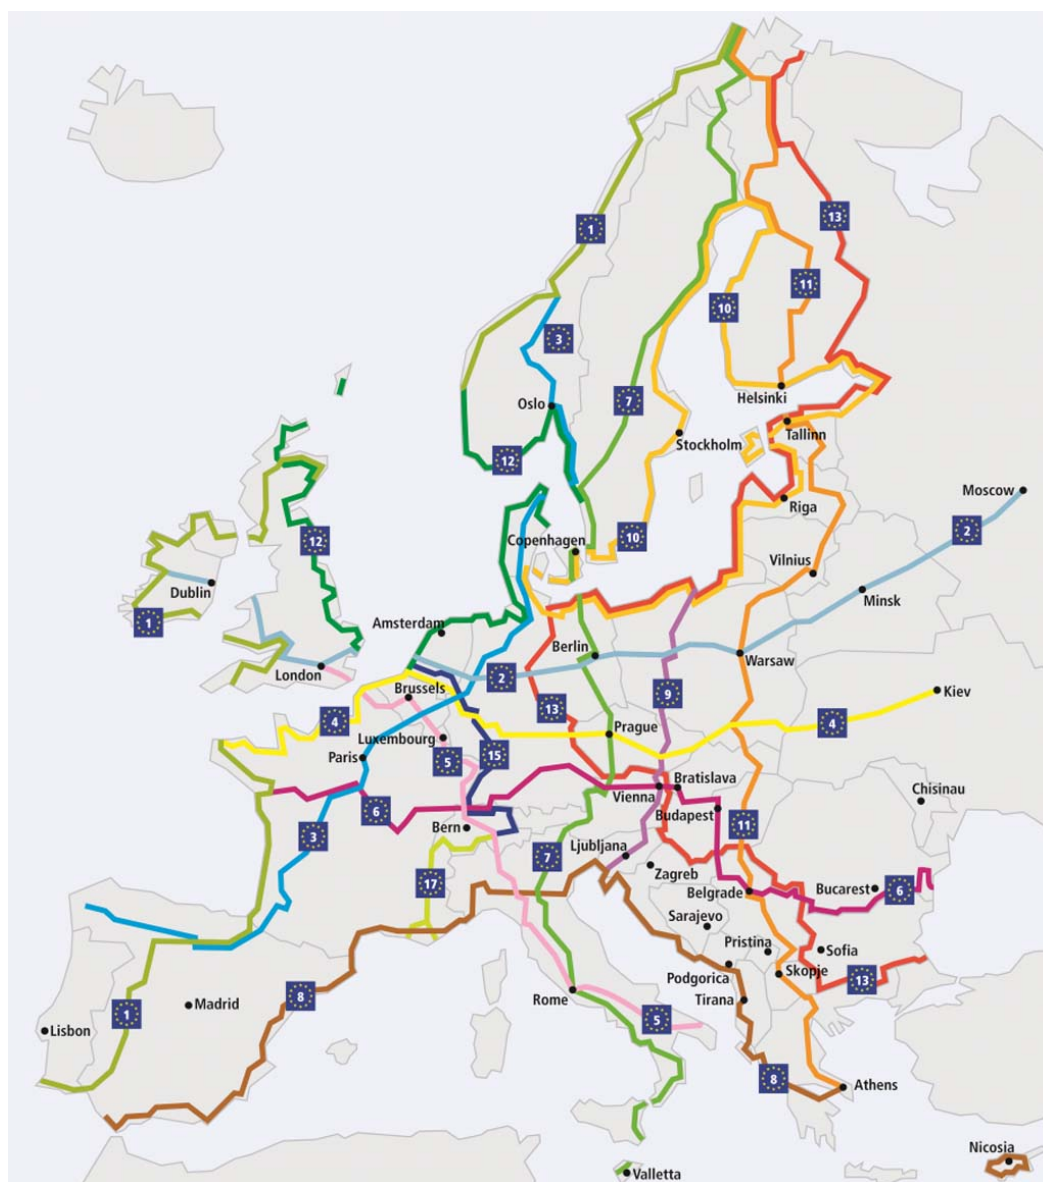 1
13
11
10
3
Helsinki
Oslo
7
Tallinn
Stockholm
12
Moscow
Riga
2
10
Copenhagen
12
Vilnius
Dublin
Minsk
1
Amsterdam
Berlin
Warsaw
London
2
9
Brussels
Kiev
13
4
4
Prague
Luxembourg
15
Paris
5
Bratislava
Chisinau
Vienna
6
Budapest
Bern
11
3
Ljubljana
7
Zagreb
17
Belgrade
Bucarest
6
Sarajevo
Pristina
Sofia
Podgorica
Skopje
13
8
Rome
Tirana
Madrid
1
5
Lisbon
8
Athens
Nicosia
Valletta